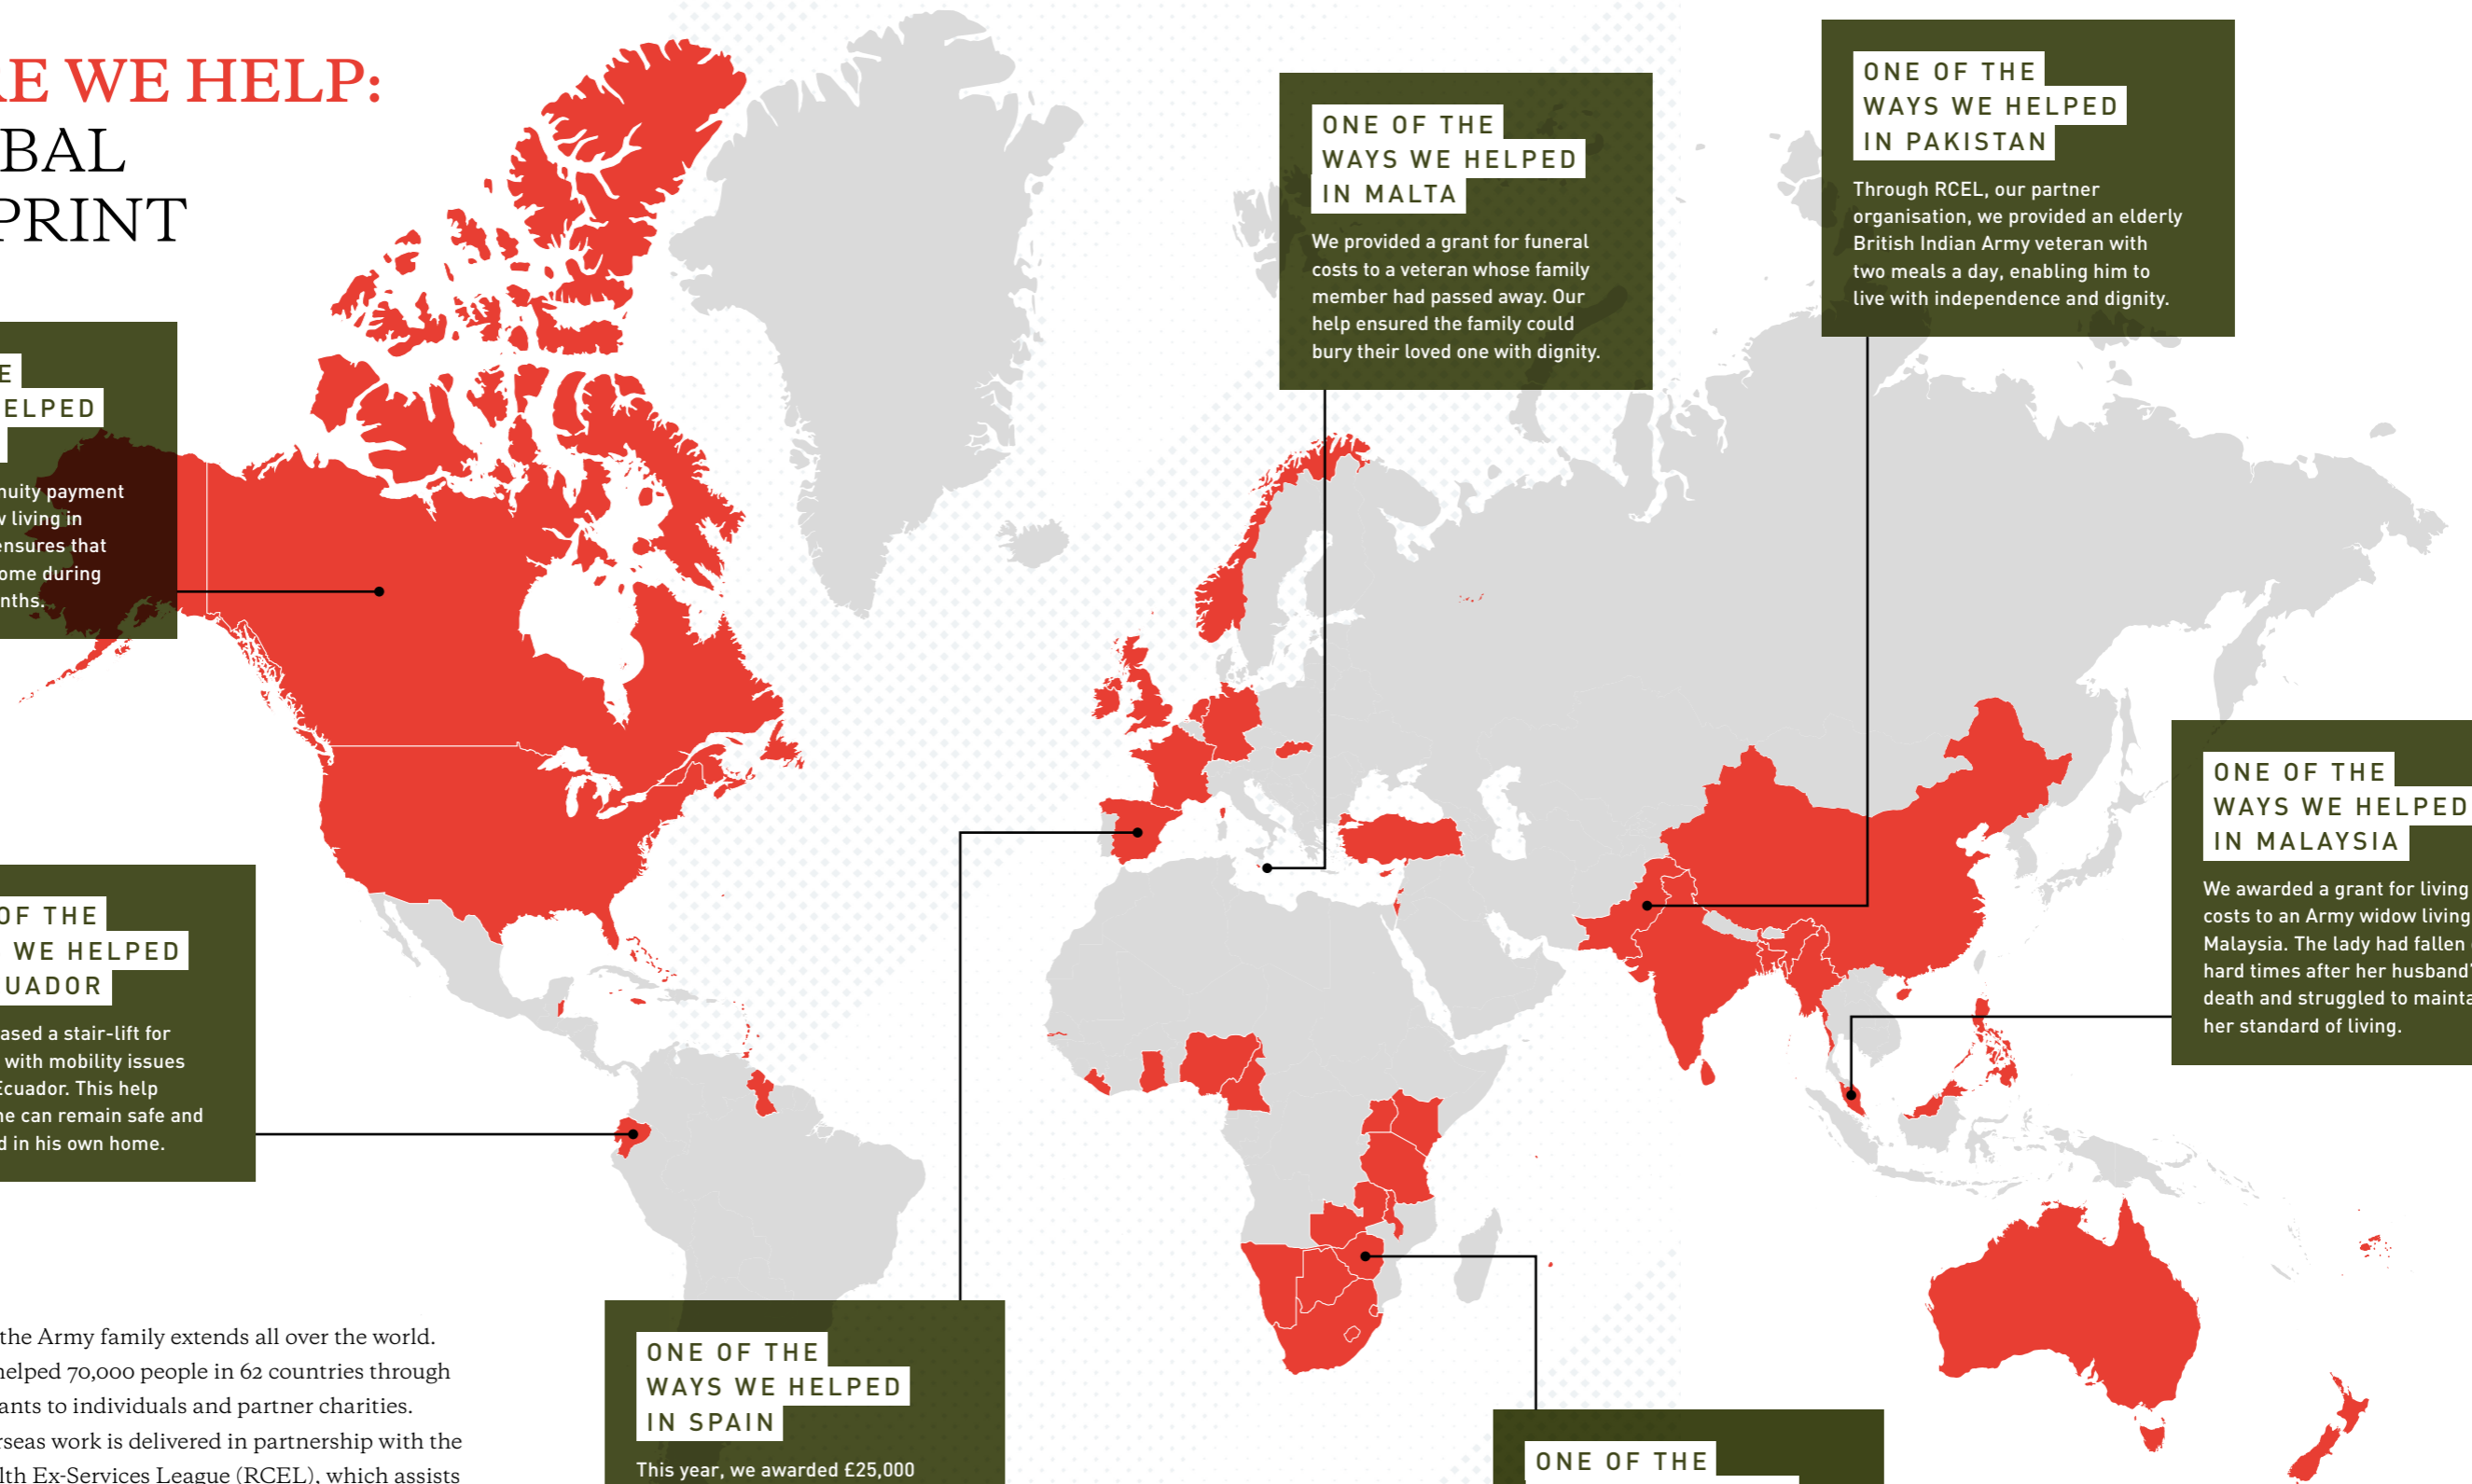 RE WE HELP:
BAL
PRINT
E
ELPED
nuity payment
w living in
ensures that
ome during
nths.
OF THE
WE HELPED
UADOR
ased a stair-lift for
with mobility issues
Ecuador. This help
he can remain safe and
d in his own home.
the Army family extends all over the world.
helped 70,000 people in 62 countries through
ants to individuals and partner charities.
rseas work is delivered in partnership with the
lth Ex-Services League (RCEL), which assists
ONE OF THE
WAYS WE HELPED
IN SPAIN
This year, we awarded £25,000
ONE OF THE
WAYS WE HELPED
IN MALTA
We provided a grant for funeral
costs to a veteran whose family
member had passed away. Our
help ensured the family could
bury their loved one with dignity.
ONE OF THE
WAYS WE HELPED
IN PAKISTAN
Through RCEL, our partner
organisation, we provided an elderly
British Indian Army veteran with
two meals a day, enabling him to
live with independence and dignity.
ONE OF THE
WAYS WE HELPED
IN MALAYSIA
We awarded a grant for living
costs to an Army widow living
Malaysia. The lady had fallen
hard times after her husband'
death and struggled to mainta
her standard of living.
ONE OF THE